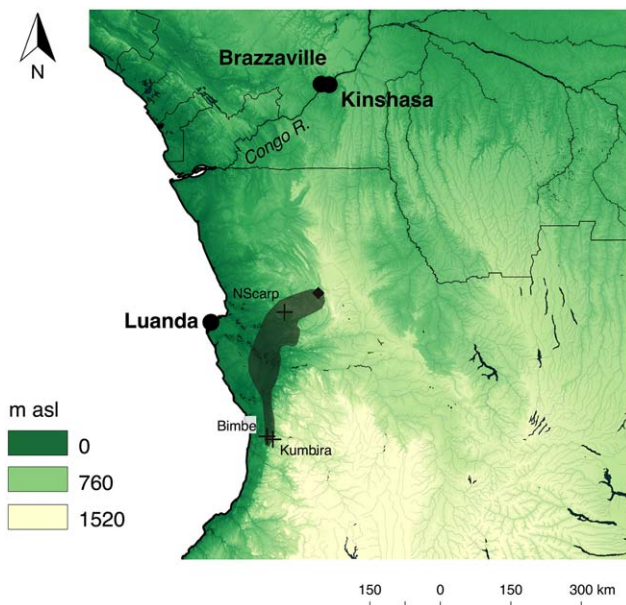 N
Brazzaville
Kinshasa
Congo R.
NScarp
Luanda
Bimbe
Kumbira
m asl
0
760
1520
150 0 150 300 km